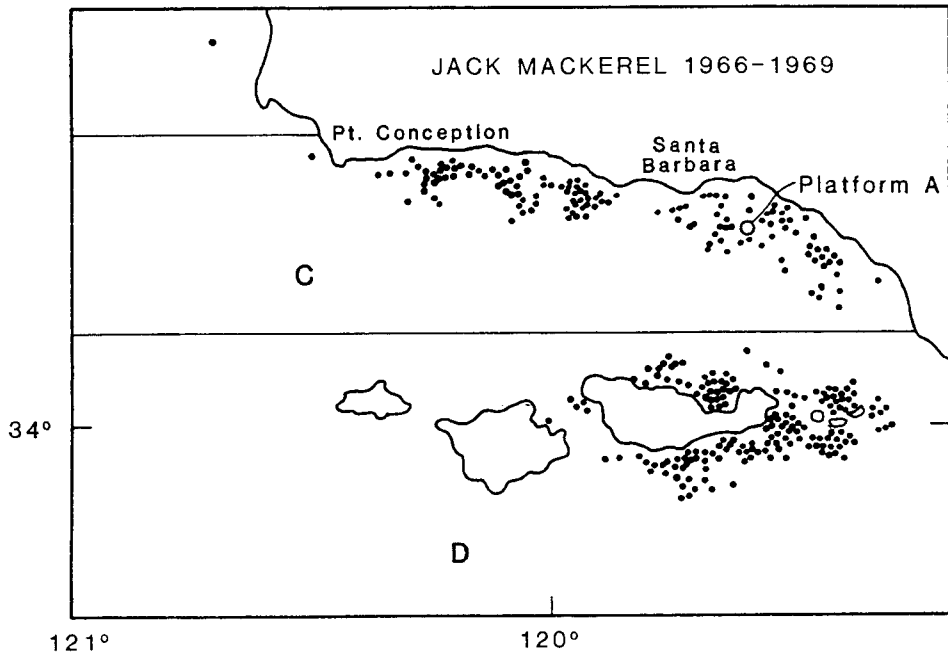 JACK MACKEREL 1966-1969
Pt. Conception
Santa
Barbara
Platform A
C
34°
D
121°
120°